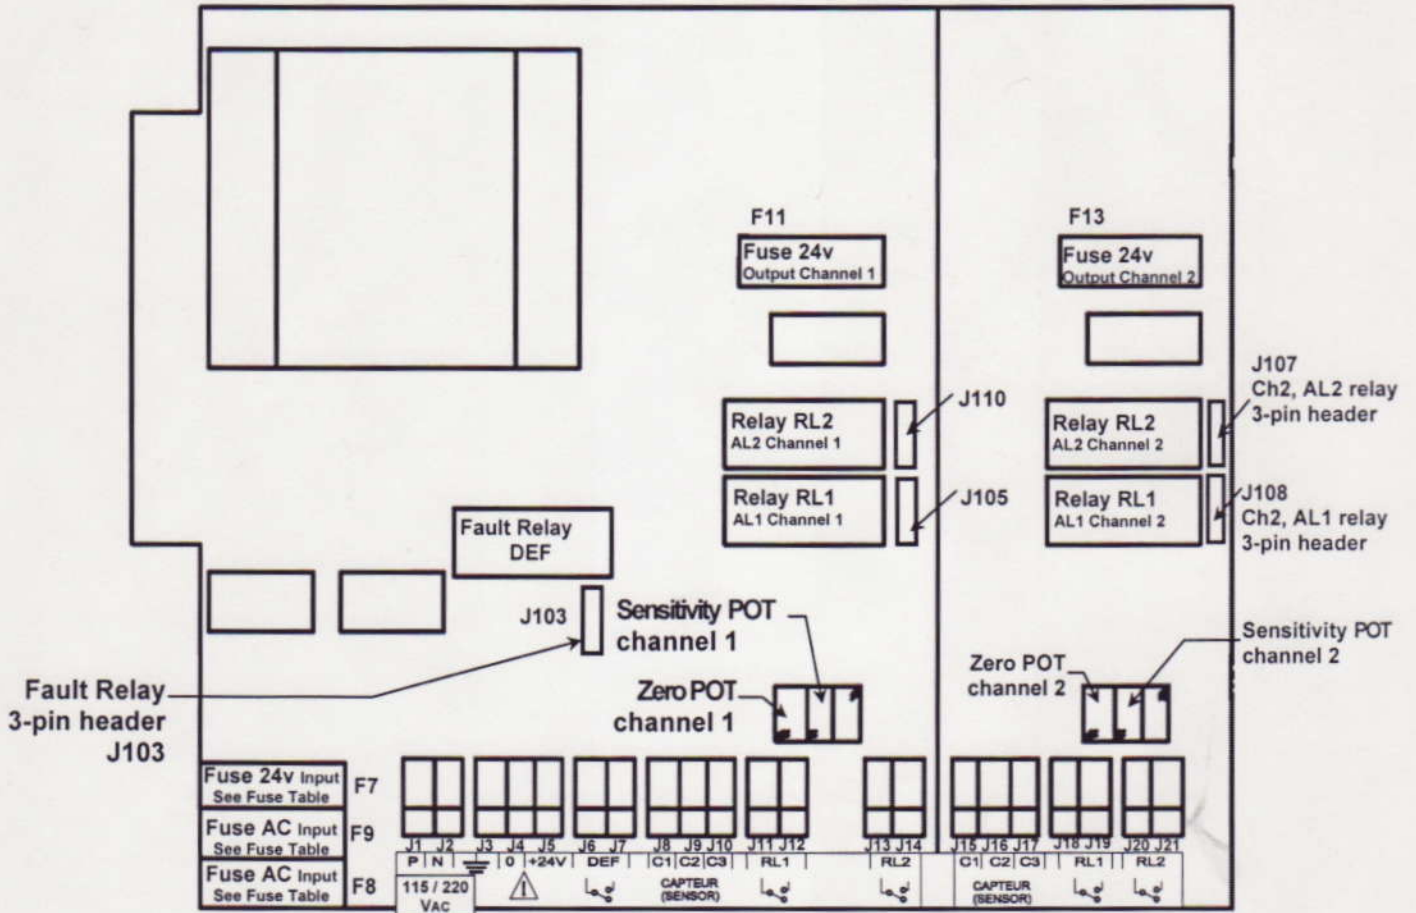 F11
F13
Fuse 24v
Output Channel 1
Fuse 24v
Output Channel 2
J107
Ch2, AL2 relay
3-pin header
J110
Relay RL2
AL2 Channel 1
Relay RL2
AL2 Channel 2
Relay RL1
AL1 Channel 1
J105
Relay RL1
AL1 Channel 2
J108
Ch2, AL1 relay
3-pin header
Fault Relay
DEF
J103
Sensitivity POT
channel 1
Sensitivity POT
channel 2
Zero POT
channel 2
Zero POT
channel 1
Fault Relay
3-pin header
J103
Fuse 24v Input
See Fuse Table
F7
Fuse AC Input
See Fuse Table
F9
Fuse AC Input
See Fuse Table
F8
J1 J2 J3 J4 J5 J6 J7 J8 J9 J10 J11 J12 J13 J14 J15 J16 J17 J18 J19 J20 J21
P N 0 +24V DEF C1 C2 C3 RL1 RL2 C1 C2 C3 RL1 RL2
115 / 220
VAC
CAPTEUR
(SENSOR)
CAPTEUR
(SENSOR)